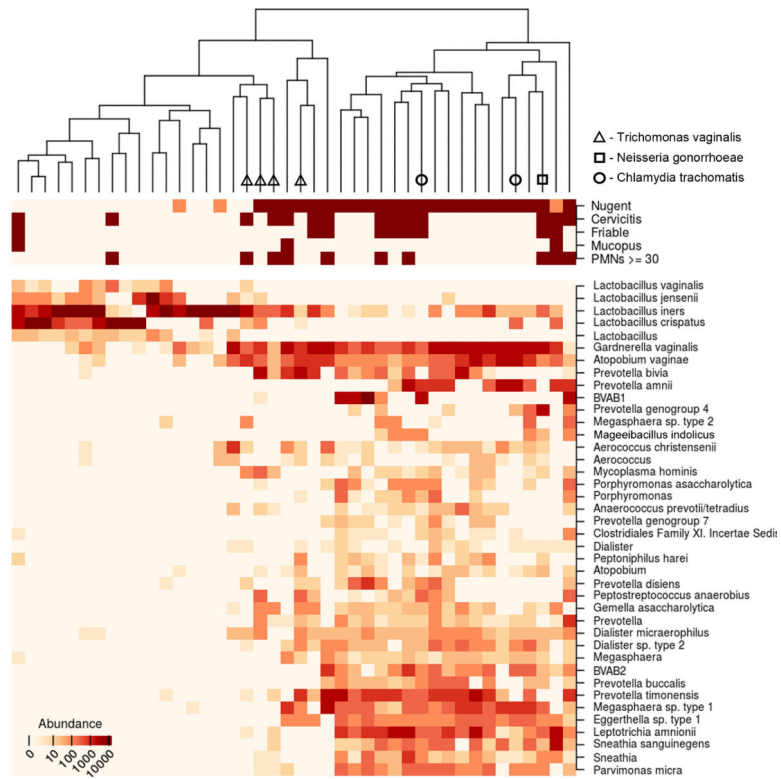 △ - Trichomonas vaginalis
□ - Neisseria gonorrhoeae
○ - Chlamydia trachomatis
Nugent
Cervicitis
Friable
Mucopus
PMNs >= 30
Lactobacillus vaginalis
Lactobacillus jensenii
Lactobacillus iners
Lactobacillus crispatus
Lactobacillus
Gardnerella vaginalis
Atopobium vaginae
Prevotella bivia
Prevotella amnii
BVAB1
Prevotella genogroup 4
Megasphaera sp. type 2
Mageeibacillus indolicus
Aerococcus christensenii
Aerococcus
Mycoplasma hominis
Porphyromonas asaccharolytica
Porphyromonas
Anaerococcus prevotii/tetradius
Prevotella genogroup 7
Clostridiales Family XI. Incertae Sedis
Dialister
Peptoniphilus harei
Atopobium
Prevotella disiens
Peptostreptococcus anaerobius
Gemella asaccharolytica
Prevotella
Dialister micraerophilus
Dialister sp. type 2
Megasphaera
BVAB2
Prevotella buccalis
Prevotella timonensis
Megasphaera sp. type 1
Eggerthella sp. type 1
Leptotrichia amnionii
Sneathia sanguinegens
Sneathia
Parvimonas micra
Abundance
0 10 100 1000 10000